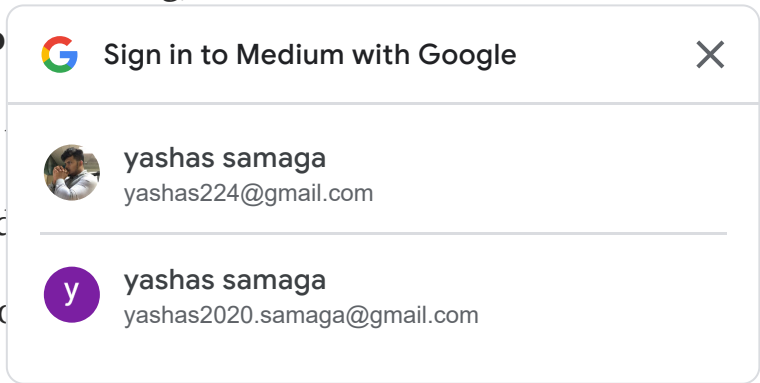 Sign in to Medium with Google
yashas samaga
yashas224@gmail.com
y
yashas samaga
yashas2020.samaga@gmail.com